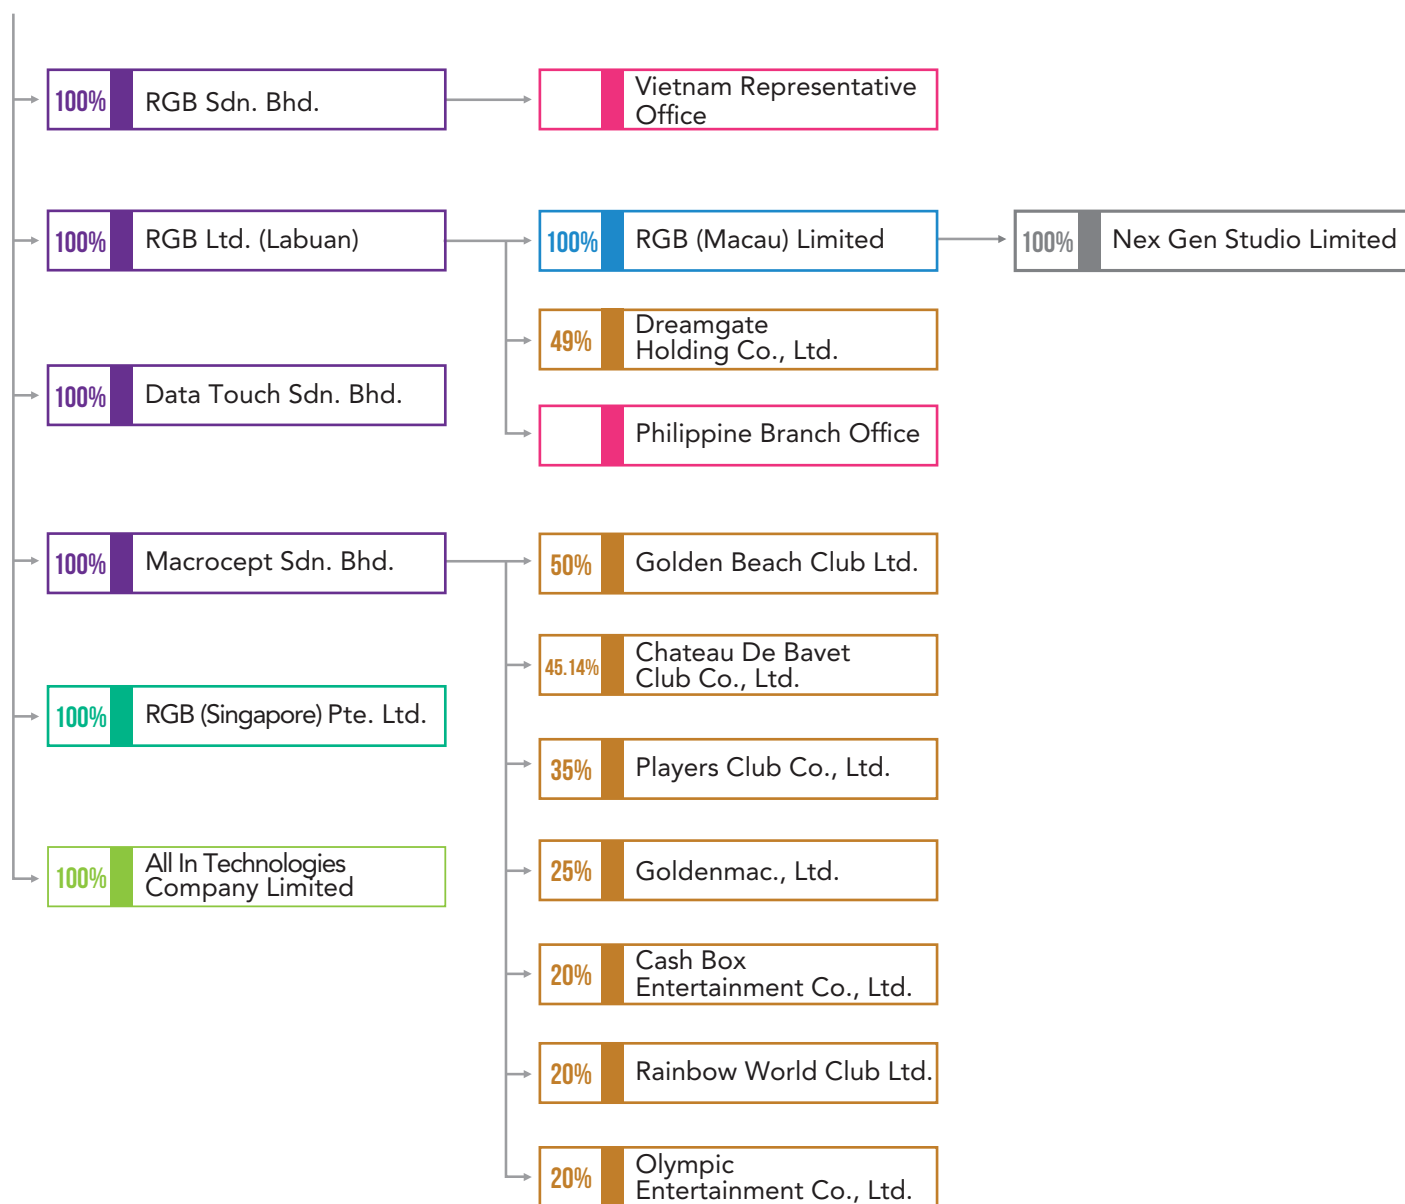 100% RGB Sdn. Bhd.
Vietnam Representative
Office
100% RGB Ltd. (Labuan)
100% RGB (Macau) Limited
100% Nex Gen Studio Limited
49% Dreamgate
Holding Co., Ltd.
Philippine Branch Office
100% Data Touch Sdn. Bhd.
100% Macrocept Sdn. Bhd.
50% Golden Beach Club Ltd.
45.14% Chateau De Bavet
Club Co., Ltd.
35% Players Club Co., Ltd.
25% Goldenmac., Ltd.
20% Cash Box
Entertainment Co., Ltd.
20% Rainbow World Club Ltd.
20% Olympic
Entertainment Co., Ltd.
100% RGB (Singapore) Pte. Ltd.
100% All In Technologies
Company Limited